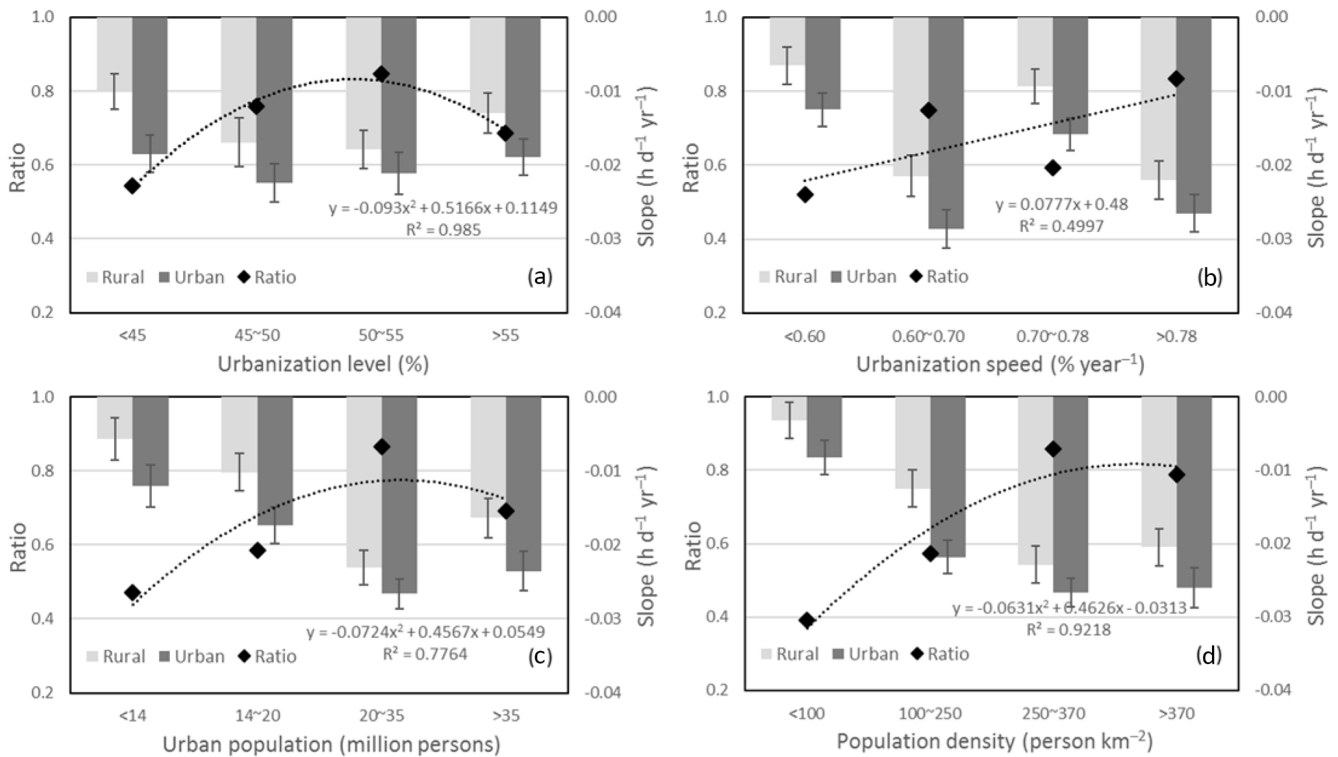 1.0
0.8
0.6
0.4
0.2
Ratio
0.00
-0.01
-0.02
-0.03
-0.04
Slope (h d⁻¹ yr⁻¹)
y = -0.093x² + 0.5166x + 0.1149
R² = 0.985
Rural Urban Ratio
(a)
<45 45~50 50~55 >55
Urbanization level (%)
1.0
0.8
0.6
0.4
0.2
Ratio
0.00
-0.01
-0.02
-0.03
-0.04
Slope (h d⁻¹ yr⁻¹)
y = 0.0777x + 0.48
R² = 0.4997
Rural Urban Ratio
(b)
<0.60 0.60~0.70 0.70~0.78 >0.78
Urbanization speed (% year⁻¹)
1.0
0.8
0.6
0.4
0.2
Ratio
0.00
-0.01
-0.02
-0.03
-0.04
Slope (h d⁻¹ yr⁻¹)
y = -0.0724x² + 0.4567x + 0.0549
R² = 0.7764
Rural Urban Ratio
(c)
<14 14~20 20~35 >35
Urban population (million persons)
1.0
0.8
0.6
0.4
0.2
Ratio
0.00
-0.01
-0.02
-0.03
-0.04
Slope (h d⁻¹ yr⁻¹)
y = -0.0631x² + 0.4626x - 0.0313
R² = 0.9218
Rural Urban Ratio
(d)
<100 100~250 250~370 >370
Population density (person km⁻²)